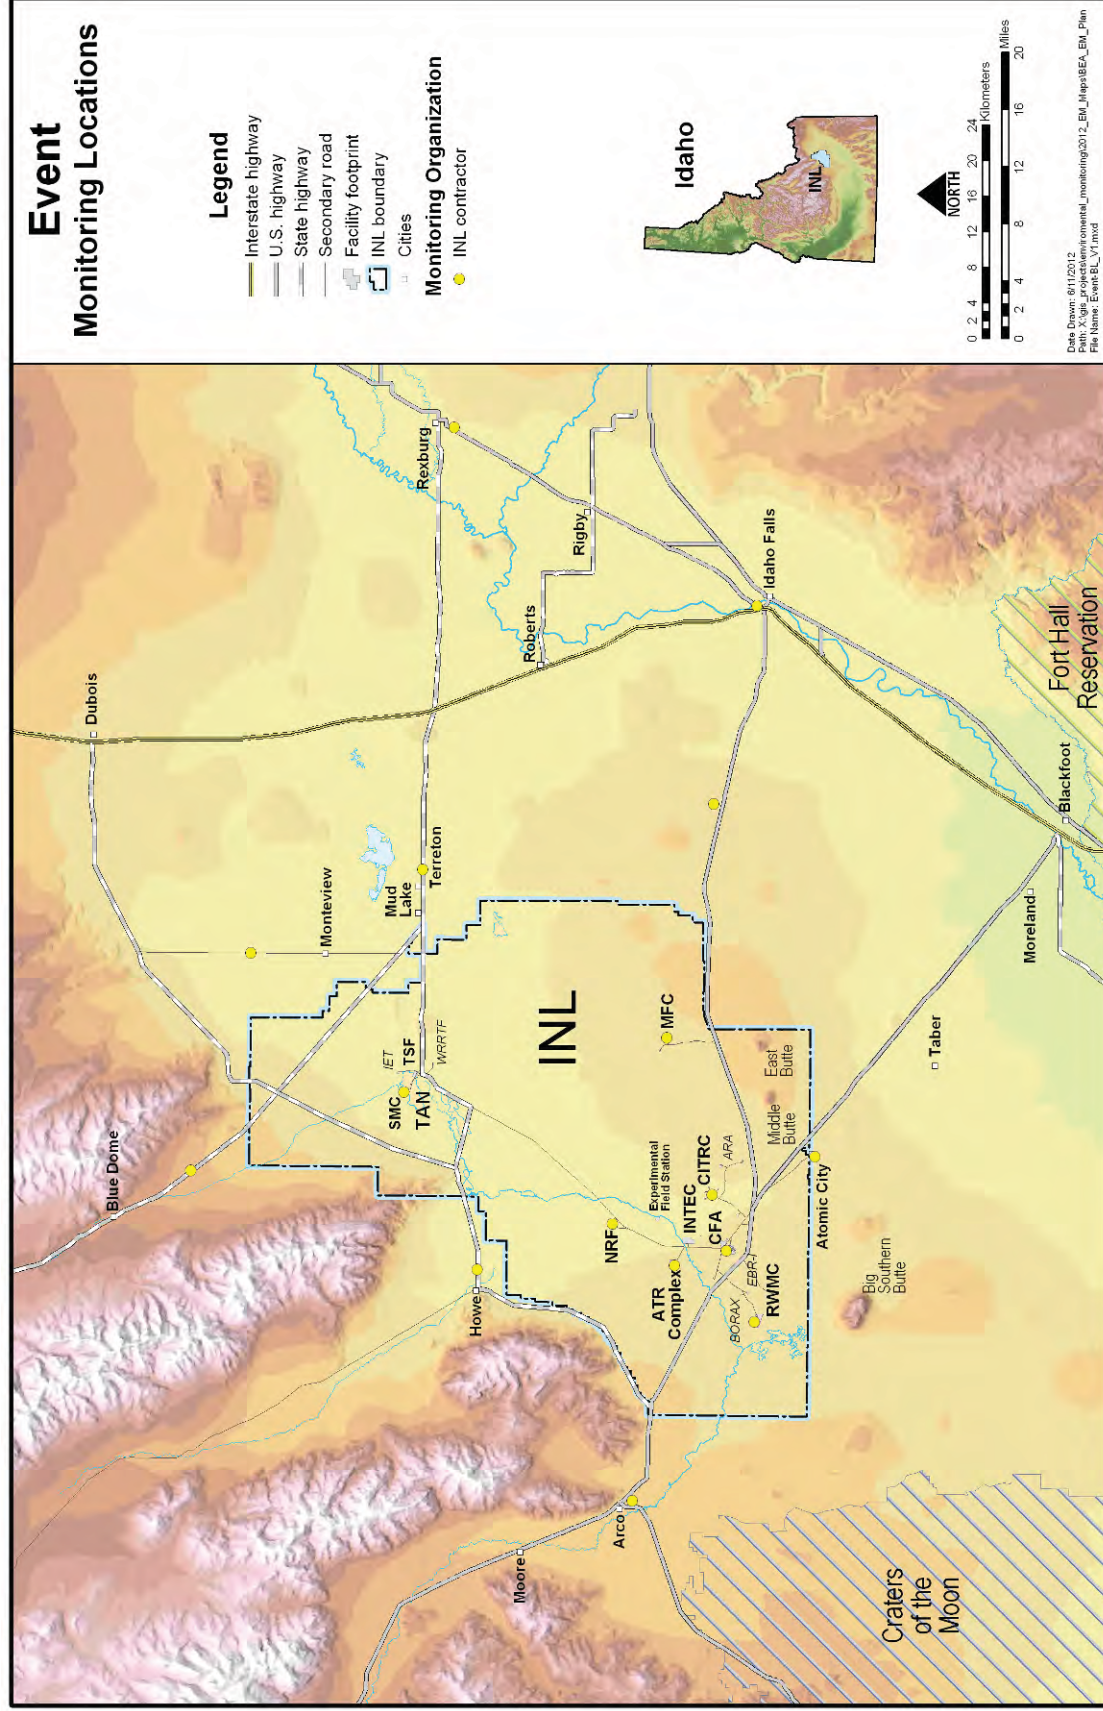 Event
Monitoring Locations
Legend
Interstate highway
U.S. highway
State highway
Secondary road
Facility footprint
INL boundary
Cities
Monitoring Organization
INL contractor
Idaho
INL
NORTH
0 2 4 8 12 16 20 24
Kilometers
Miles
0 2 4 8 12 16 20
Date Drawn: 6/11/2012
Path: X:\gis_projects\enviromental_monitoring\2012_EM_Maps\BEA_EM_Plan
File Name: Event-BL_V1.mxd
Blue Dome
Dubois
Monteview
Mud
Lake
Terreton
Rexburg
IET
TSF
SMC
TAN
WRRTF
Howe
Roberts
Rigby
INL
NRF
Experimental
Field Station
MFC
INTEC
CITRC
ARA
CFA
ATR
Complex
EBR-I
BORAX
RWMC
Middle
Butte
East
Butte
Atomic City
Big
Southern
Butte
Moore
Arco
Craters
of the
Moon
Idaho Falls
Taber
Moreland
Blackfoot
Fort Hall
Reservation